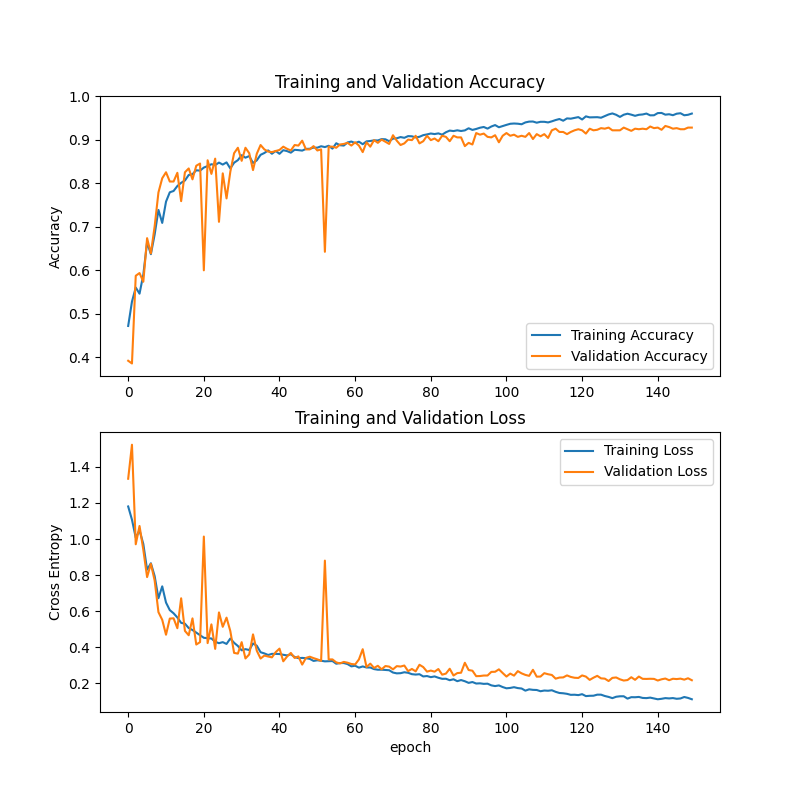 Training and Validation Accuracy
1.0
0.9
0.8
0.7
0.6
0.5
0.4
Accuracy
Training Accuracy
Validation Accuracy
0 20 40 60 80 100 120 140
Training and Validation Loss
1.4
1.2
1.0
0.8
0.6
0.4
0.2
Cross Entropy
Training Loss
Validation Loss
0 20 40 60 80 100 120 140
epoch